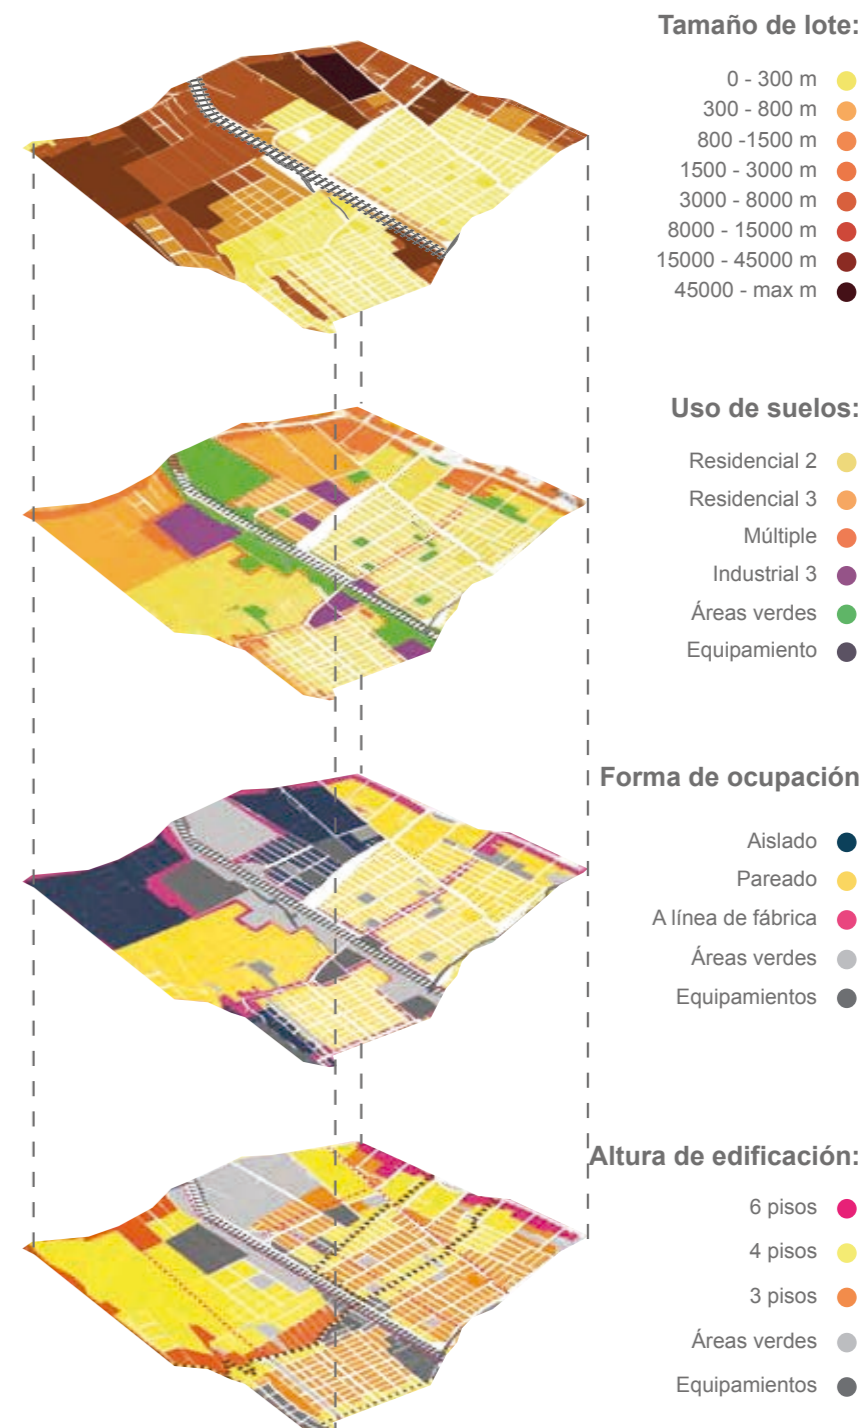 Tamaño de lote:
0 - 300 m
300 - 800 m
800 -1500 m
1500 - 3000 m
3000 - 8000 m
8000 - 15000 m
15000 - 45000 m
45000 - max m
Uso de suelos:
Residencial 2
Residencial 3
Múltiple
Industrial 3
Áreas verdes
Equipamiento
Forma de ocupación
Aislado
Pareado
A línea de fábrica
Áreas verdes
Equipamientos
Altura de edificación:
6 pisos
4 pisos
3 pisos
Áreas verdes
Equipamientos